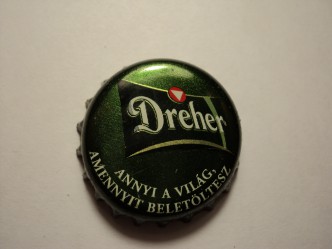 Dreher
ANNYI A VILÁG,
AMENNYIT BELETÖLTESZ